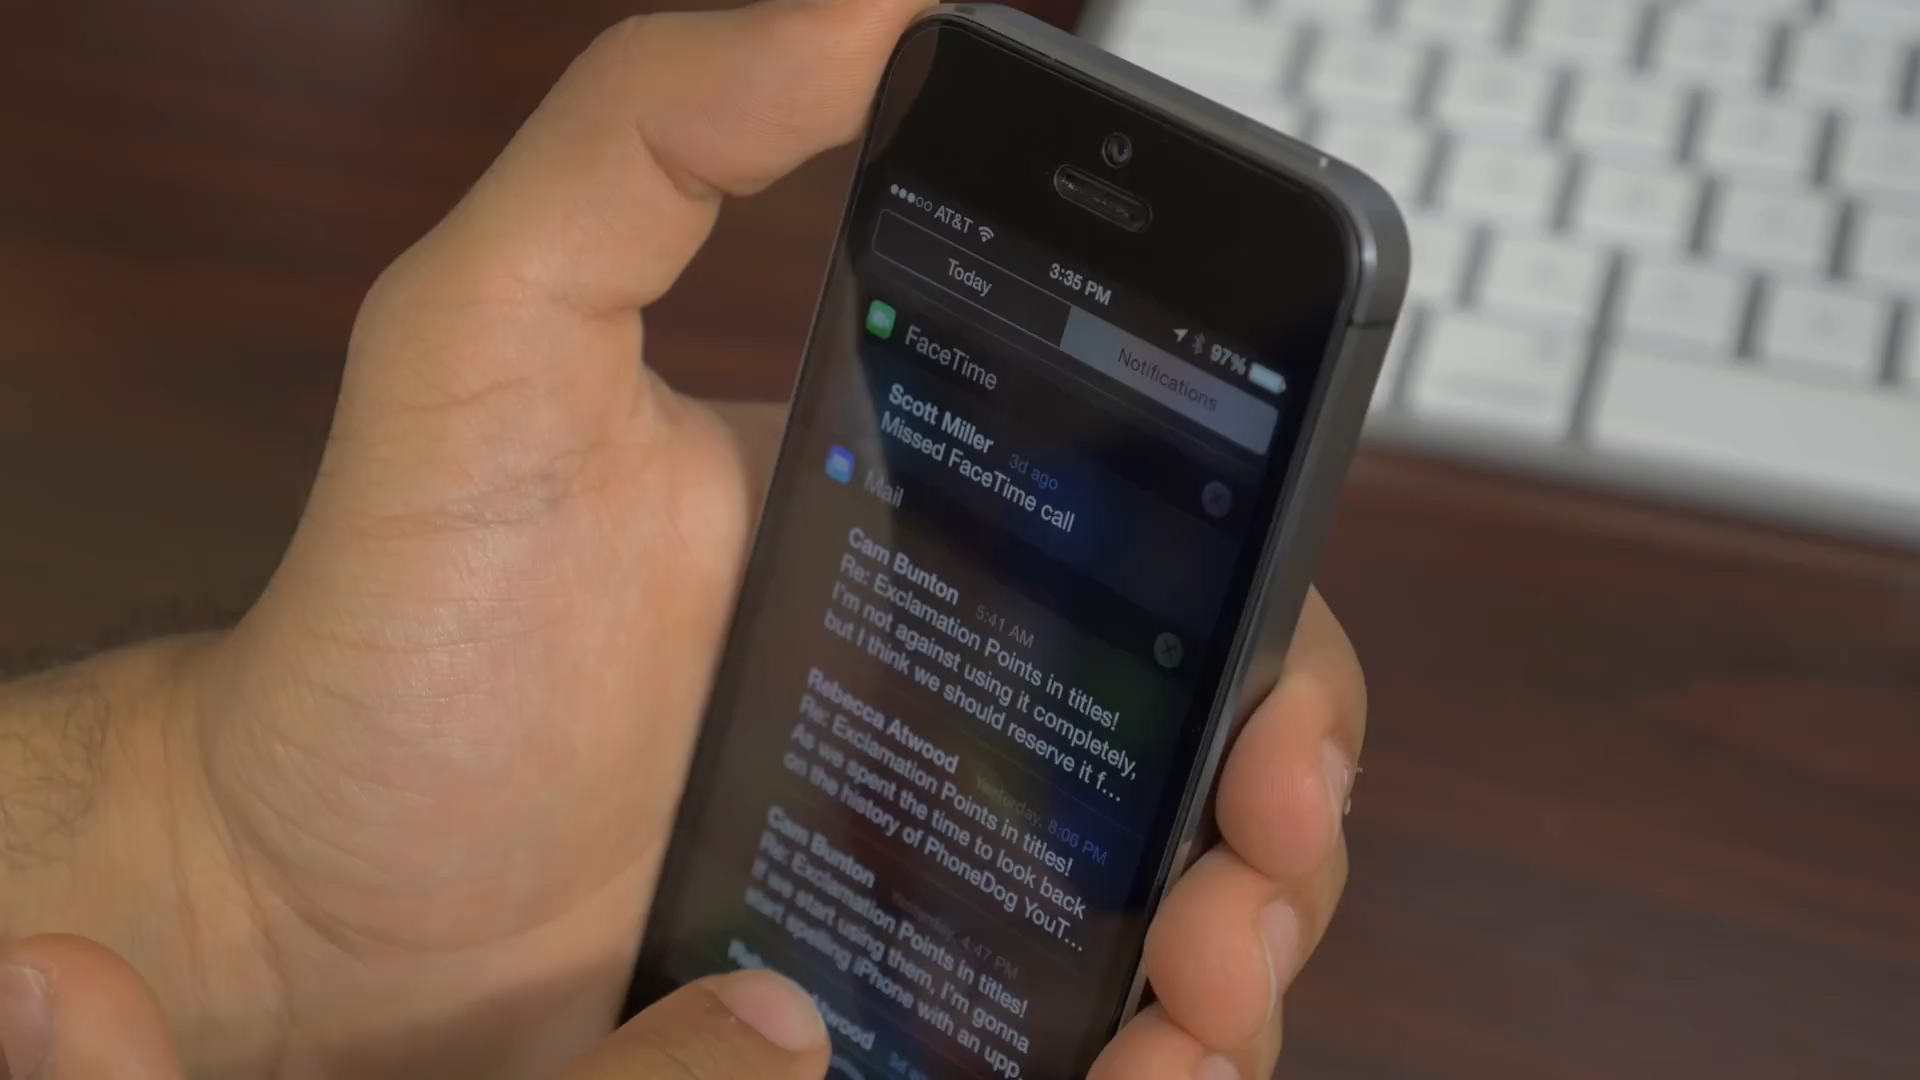 AT&T
3:35 PM
97%
Today
Notifications
FaceTime
Scott Miller 3d ago
Missed FaceTime call
Mail
Cam Bunton 5:41 AM
Re: Exclamation Points in titles!
I'm not against using it completely,
but I think we should reserve it f...
Rebecca Atwood Yesterday, 8:06 PM
Re: Exclamation Points in titles!
As we spent the time to look back
on the history of PhoneDog YouT...
Cam Bunton Yesterday, 4:47 PM
Re: Exclamation Points in titles!
If we start using them, I'm gonna
start spelling iPhone with an upp